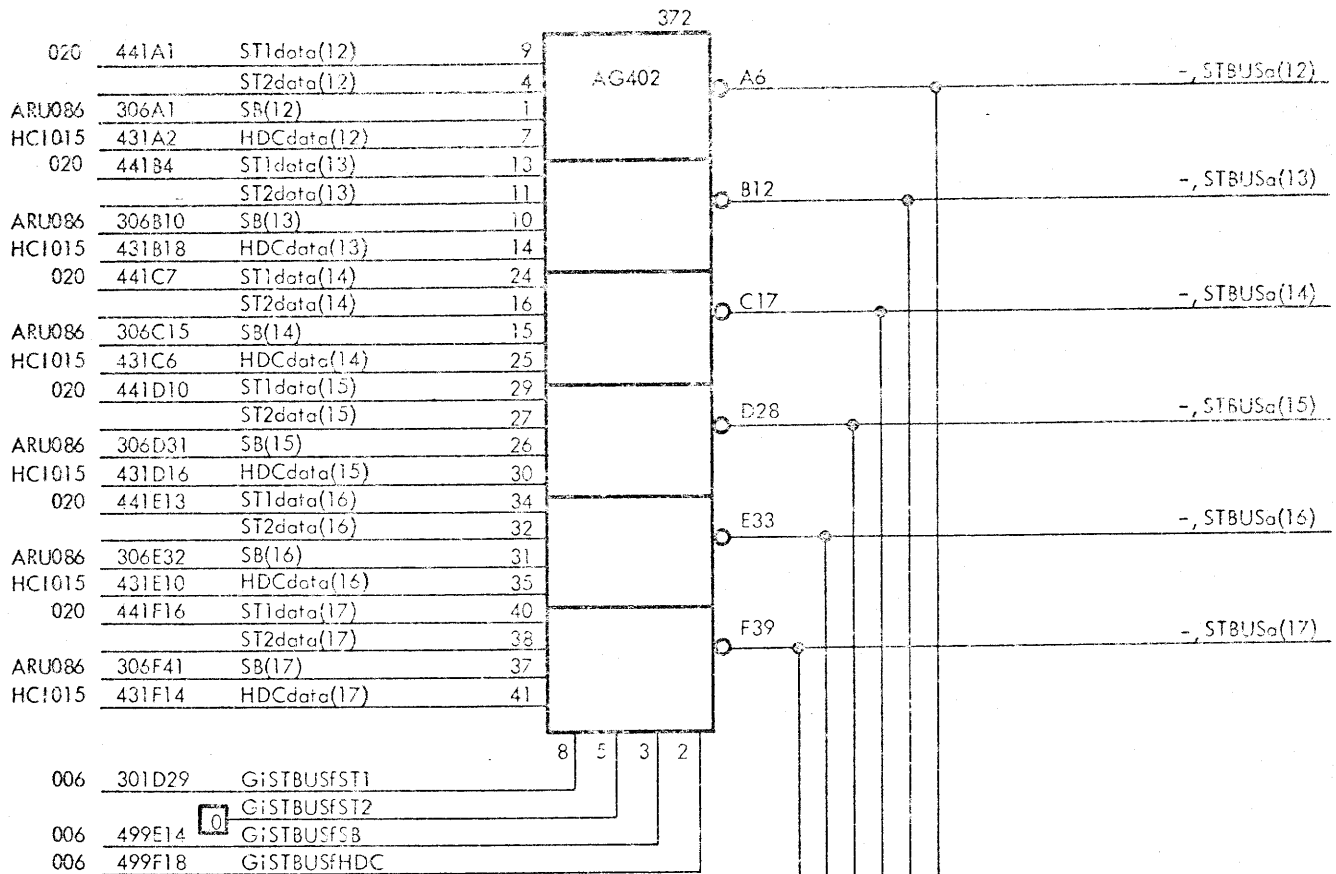 372
AG402
020 441A1 ST1data(12) 9
ST2data(12) 4
A6 -, STBUSa(12)
ARU086 306A1 SB(12) 1
HC1015 431A2 HDCdata(12) 7
020 441B4 ST1data(13) 13
ST2data(13) 11
B12 -, STBUSa(13)
ARU086 306B10 SB(13) 10
HC1015 431B18 HDCdata(13) 14
020 441C7 ST1data(14) 24
ST2data(14) 16
C17 -, STBUSa(14)
ARU086 306C15 SB(14) 15
HC1015 431C6 HDCdata(14) 25
020 441D10 ST1data(15) 29
ST2data(15) 27
D28 -, STBUSa(15)
ARU086 306D31 SB(15) 26
HC1015 431D16 HDCdata(15) 30
020 441E13 ST1data(16) 34
ST2data(16) 32
E33 -, STBUSa(16)
ARU086 306E32 SB(16) 31
HC1015 431E10 HDCdata(16) 35
020 441F16 ST1data(17) 40
ST2data(17) 38
F39 -, STBUSa(17)
ARU086 306F41 SB(17) 37
HC1015 431F14 HDCdata(17) 41
8 5 3 2
006 301D29 GiSTBUSfST1
0 GiSTBUSfST2
006 499E14 GiSTBUSfSB
006 499F18 GiSTBUSfHDC